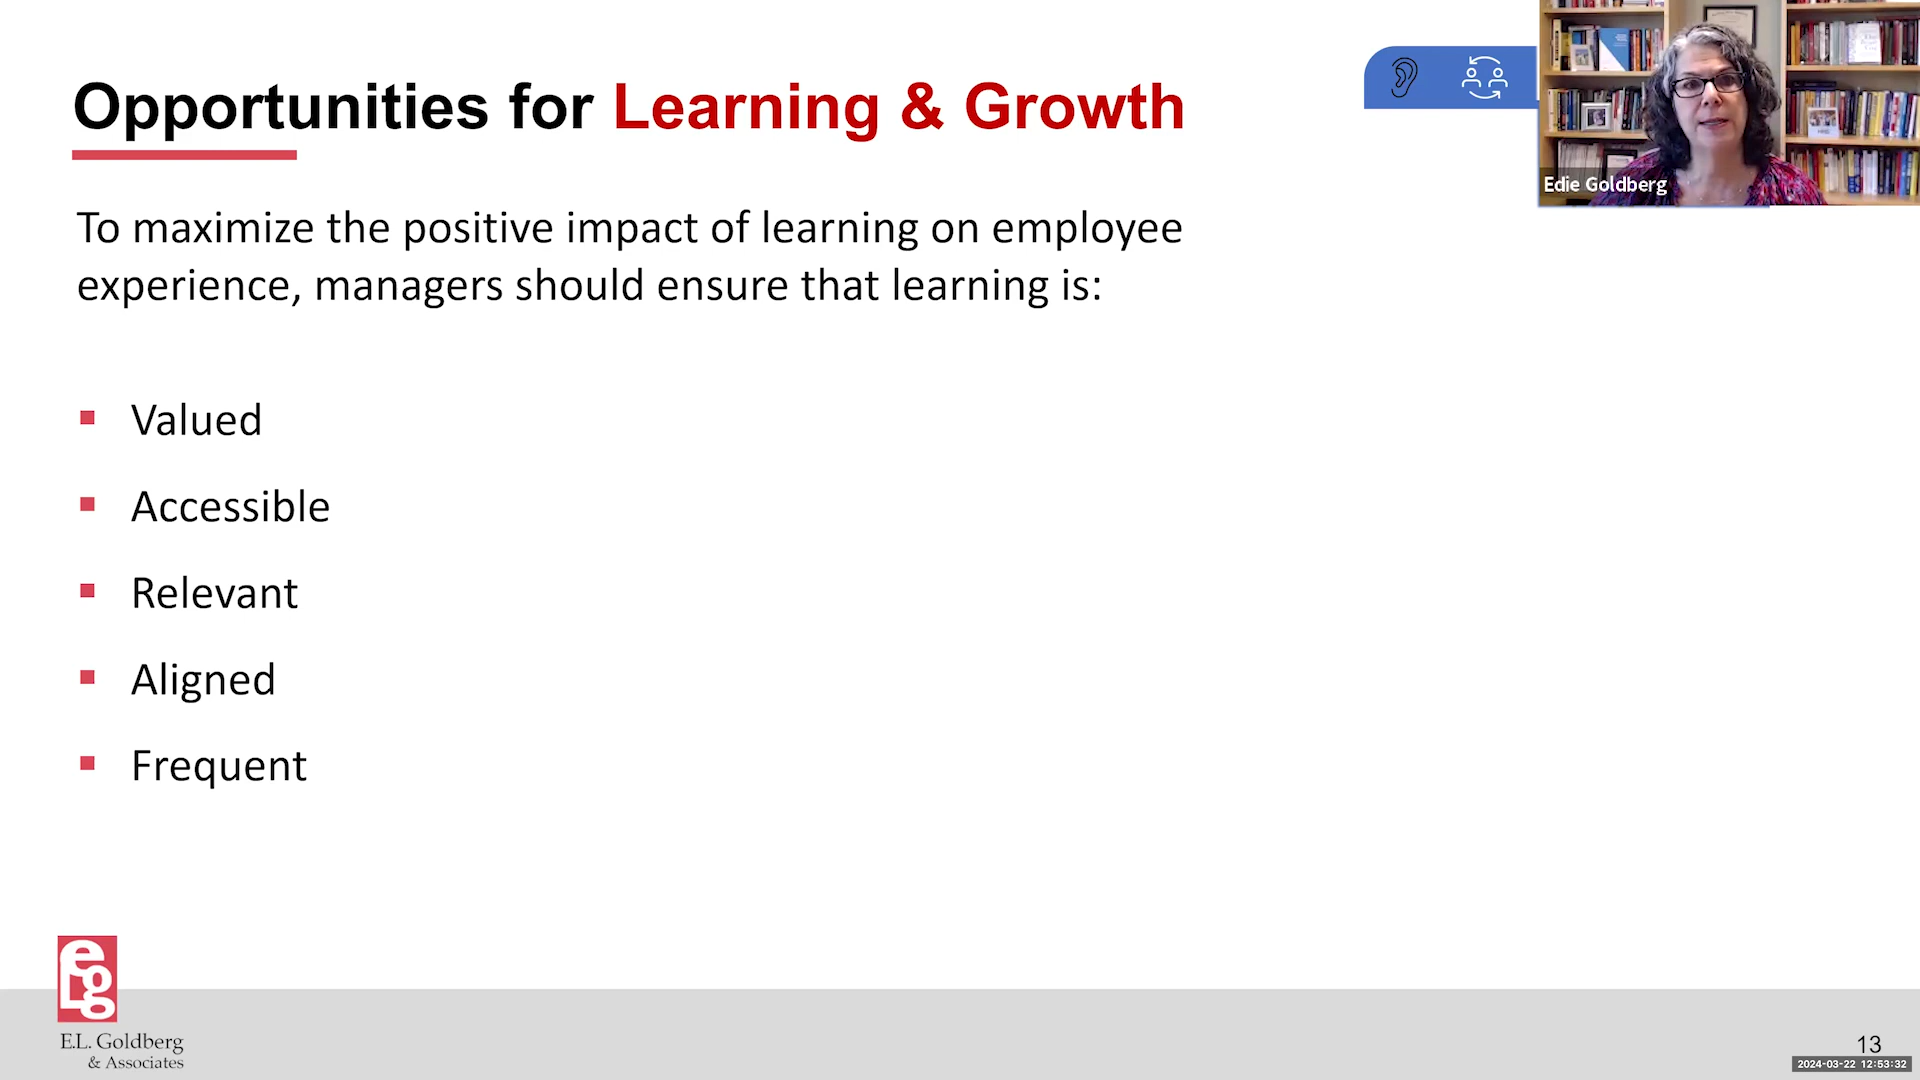 Opportunities for Learning & Growth
Edie Goldberg
To maximize the positive impact of learning on employee
experience, managers should ensure that learning is:
Valued
Accessible
Relevant
Aligned
Frequent
elg
E.L. Goldberg
& Associates
13
2024-03-22 12:53:32